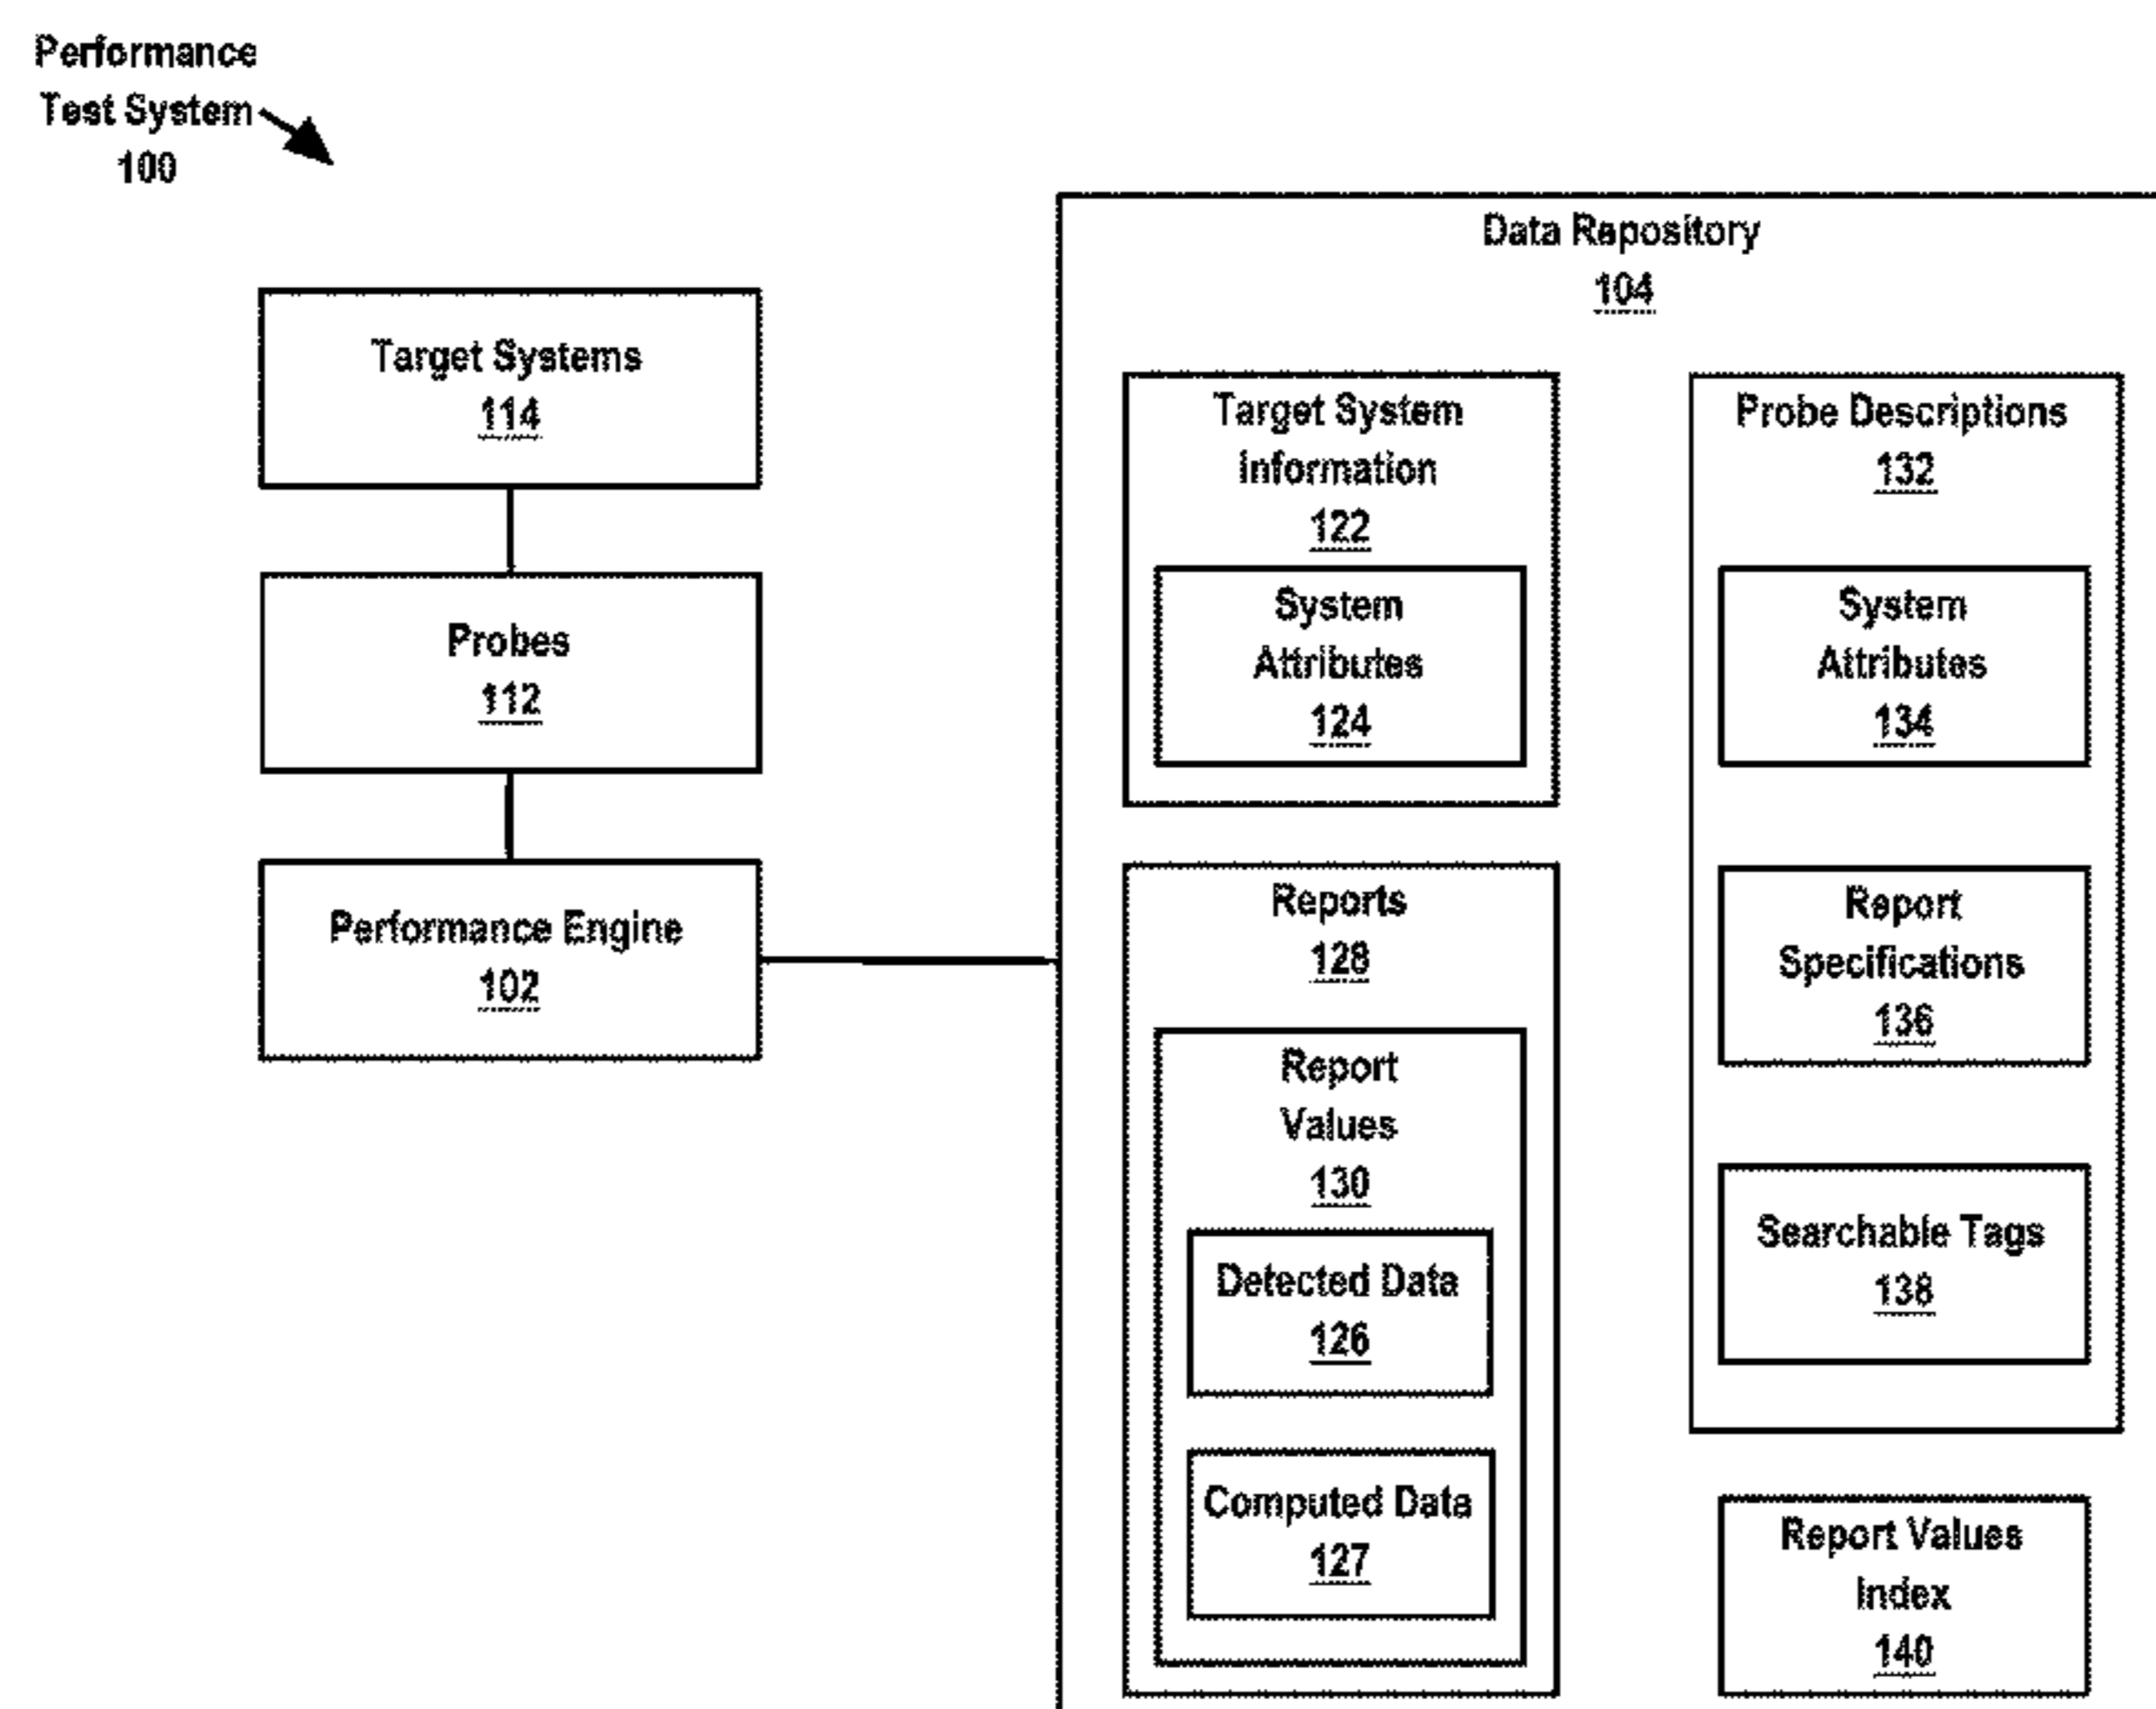 Performance
Test System
100
Target Systems
114
Probes
112
Performance Engine
102
Data Repository
104
Target System
Information
122
System
Attributes
124
Reports
128
Report
Values
130
Detected Data
126
Computed Data
127
Probe Descriptions
132
System
Attributes
134
Report
Specifications
136
Searchable Tags
138
Report Values
Index
140